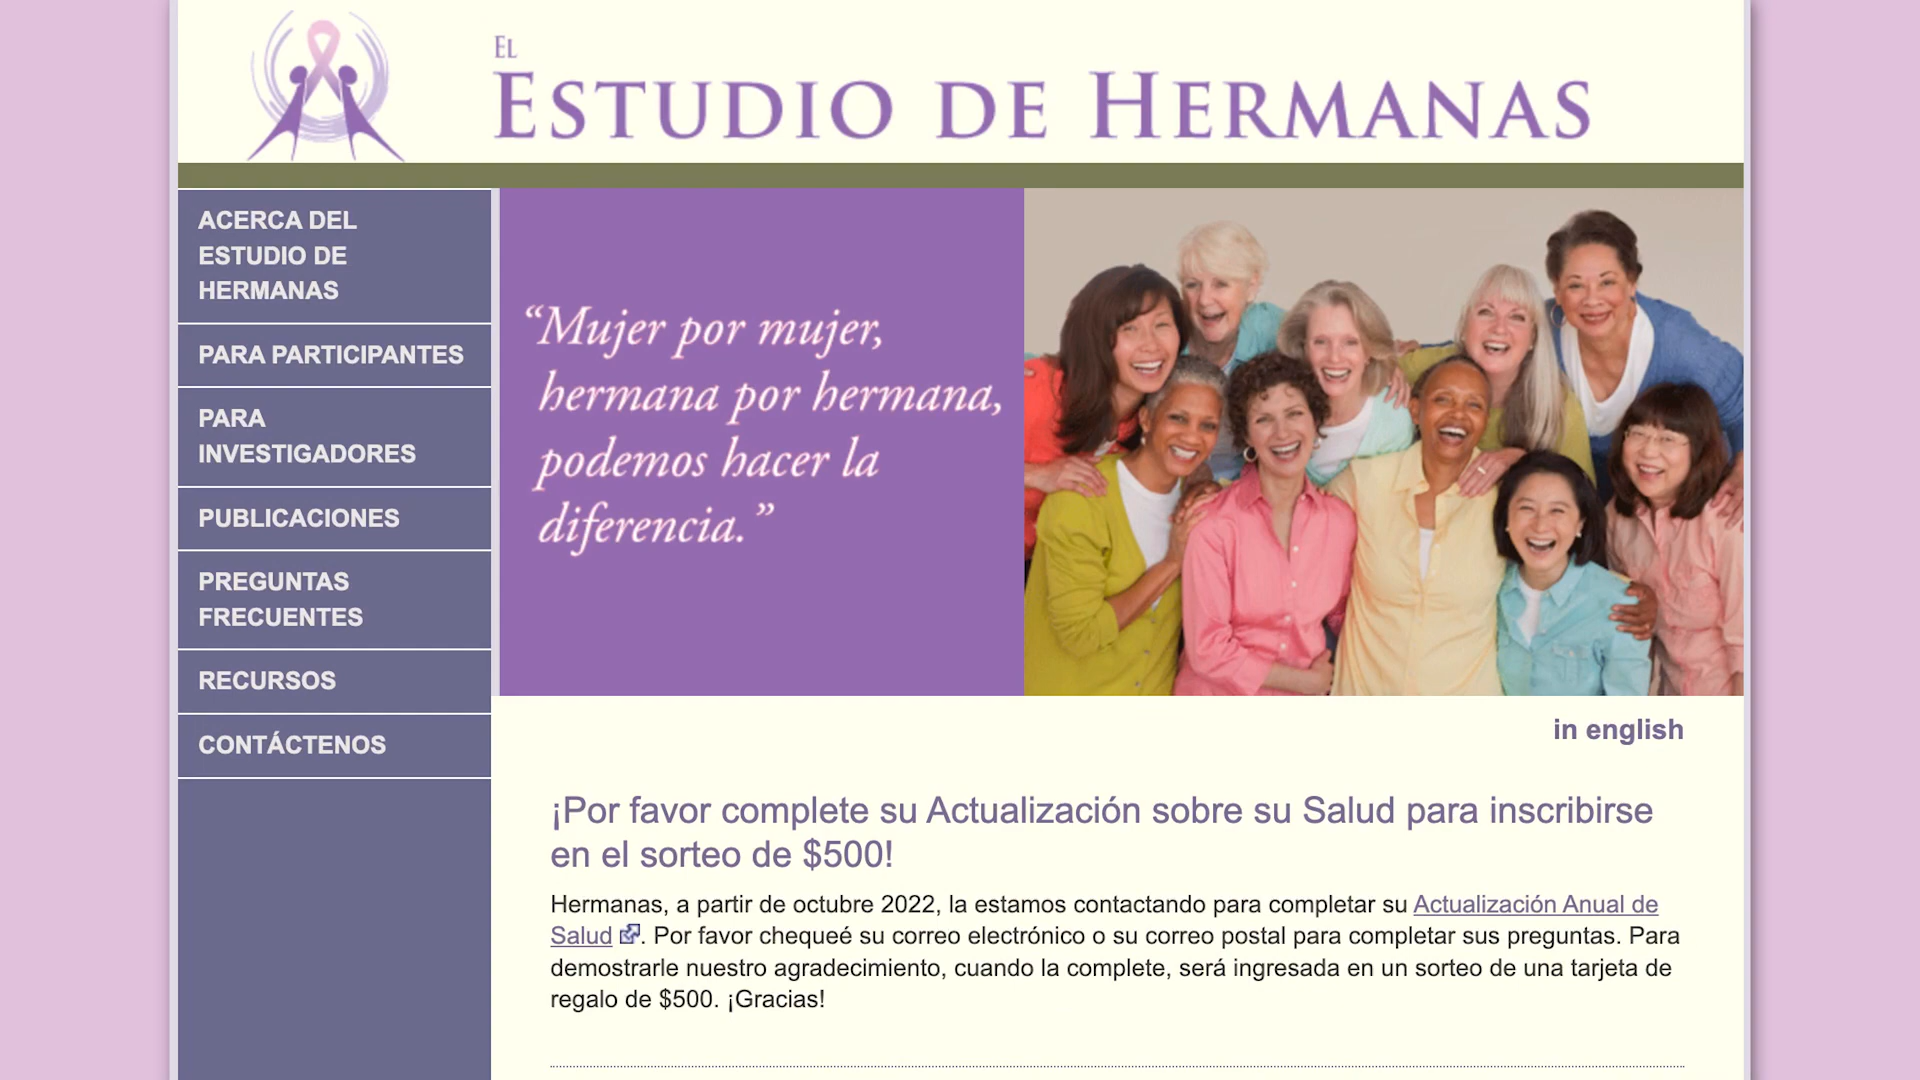 EL
ESTUDIO DE HERMANAS
ACERCA DEL
ESTUDIO DE
HERMANAS
PARA PARTICIPANTES
PARA
INVESTIGADORES
PUBLICACIONES
PREGUNTAS
FRECUENTES
RECURSOS
CONTÁCTENOS
“Mujer por mujer,
hermana por hermana,
podemos hacer la
diferencia.”
in english
¡Por favor complete su Actualización sobre su Salud para inscribirse
en el sorteo de $500!
Hermanas, a partir de octubre 2022, la estamos contactando para completar su Actualización Anual de
Salud. Por favor chequeé su correo electrónico o su correo postal para completar sus preguntas. Para
demostrarle nuestro agradecimiento, cuando la complete, será ingresada en un sorteo de una tarjeta de
regalo de $500. ¡Gracias!